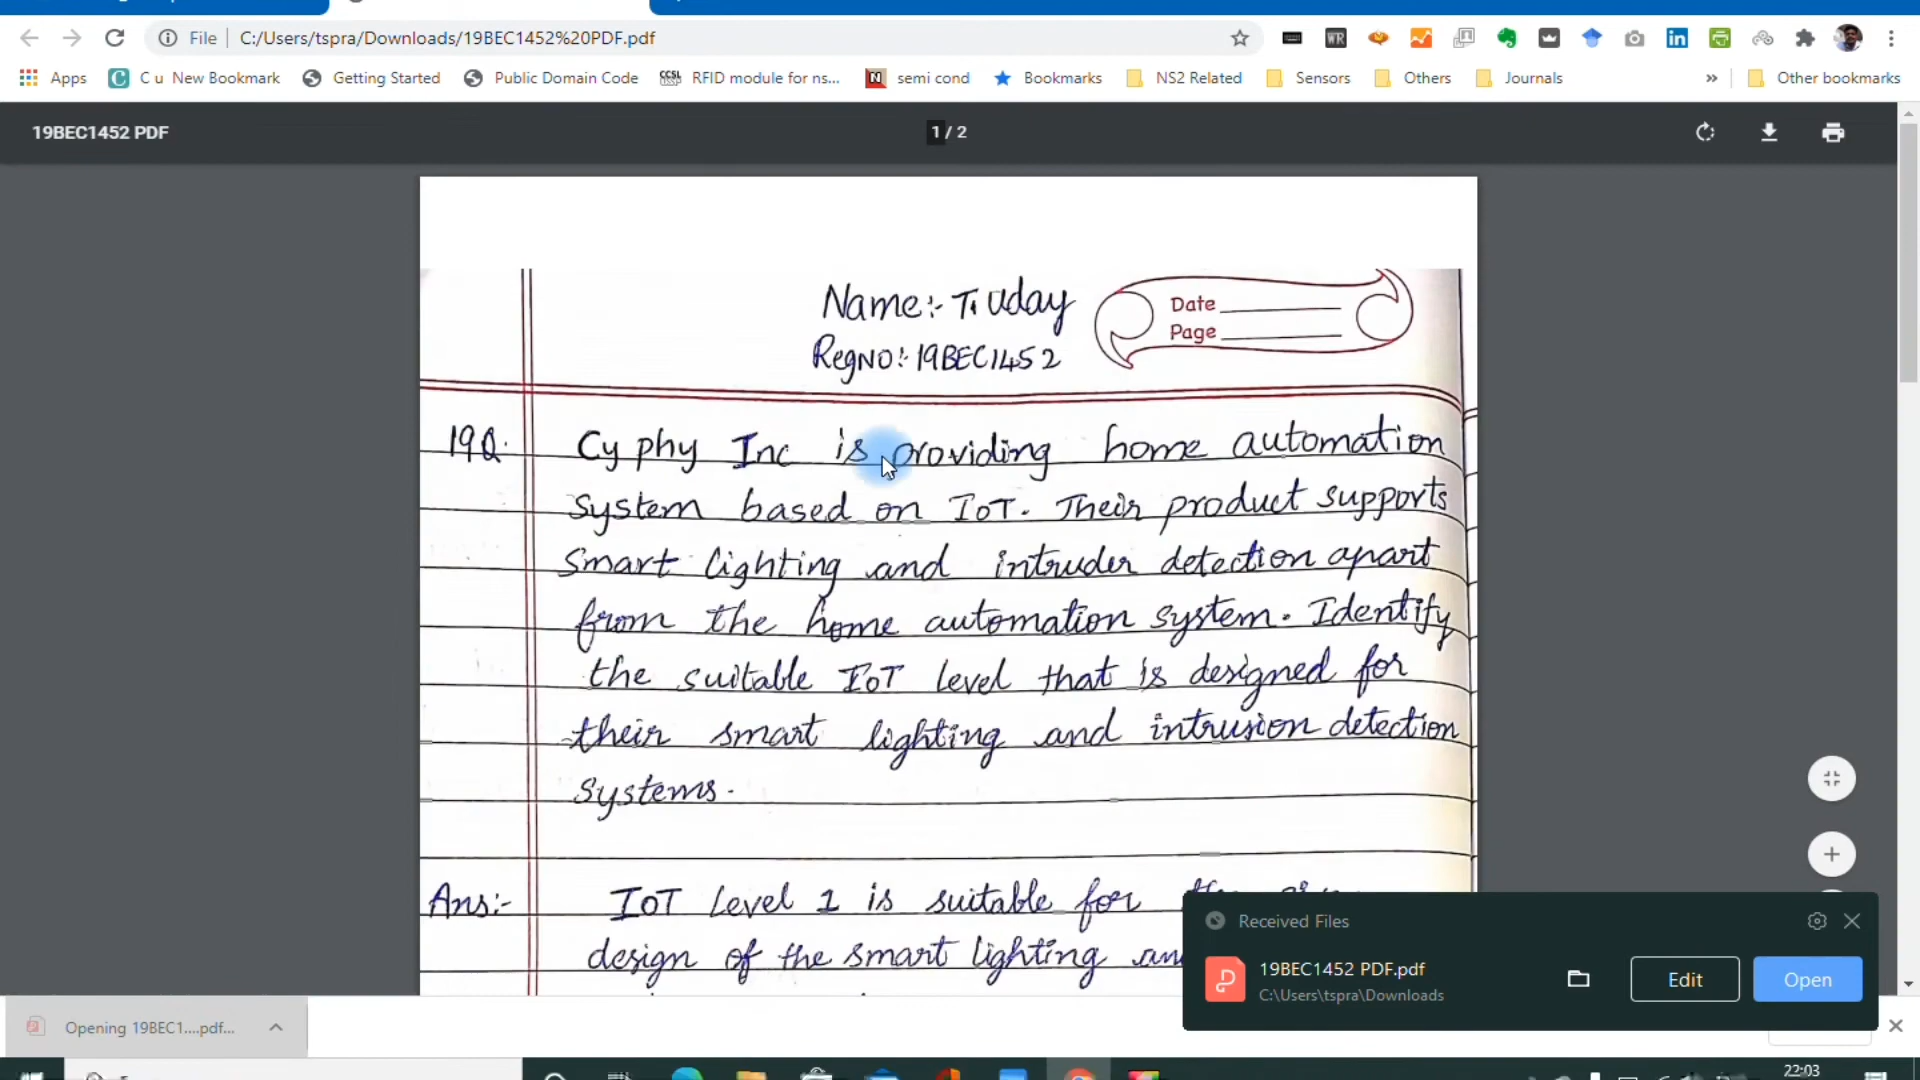 File
C:/Users/tspra/Downloads/19BEC1452%20PDF.pdf
Apps
C u New Bookmark
Getting Started
Public Domain Code
CCSL RFID module for ns...
semi cond
Bookmarks
NS2 Related
Sensors
Others
Journals
»
Other bookmarks
19BEC1452 PDF
1 / 2
Name:- T. Uday
Date
Page
RegNo:- 19BEC1452
19Q. Cyphy Inc is providing home automation
System based on IoT. Their product supports
smart lighting and intruder detection apart
from the home automation system. Identify
the suitable IoT level that is designed for
their smart lighting and intrusion detection
systems.
Ans:- IoT Level 1 is suitable for the
design of the smart lighting and
Received Files
19BEC1452 PDF.pdf
C:\Users\tspra\Downloads
Edit
Open
Opening 19BEC1....pdf...
22:03